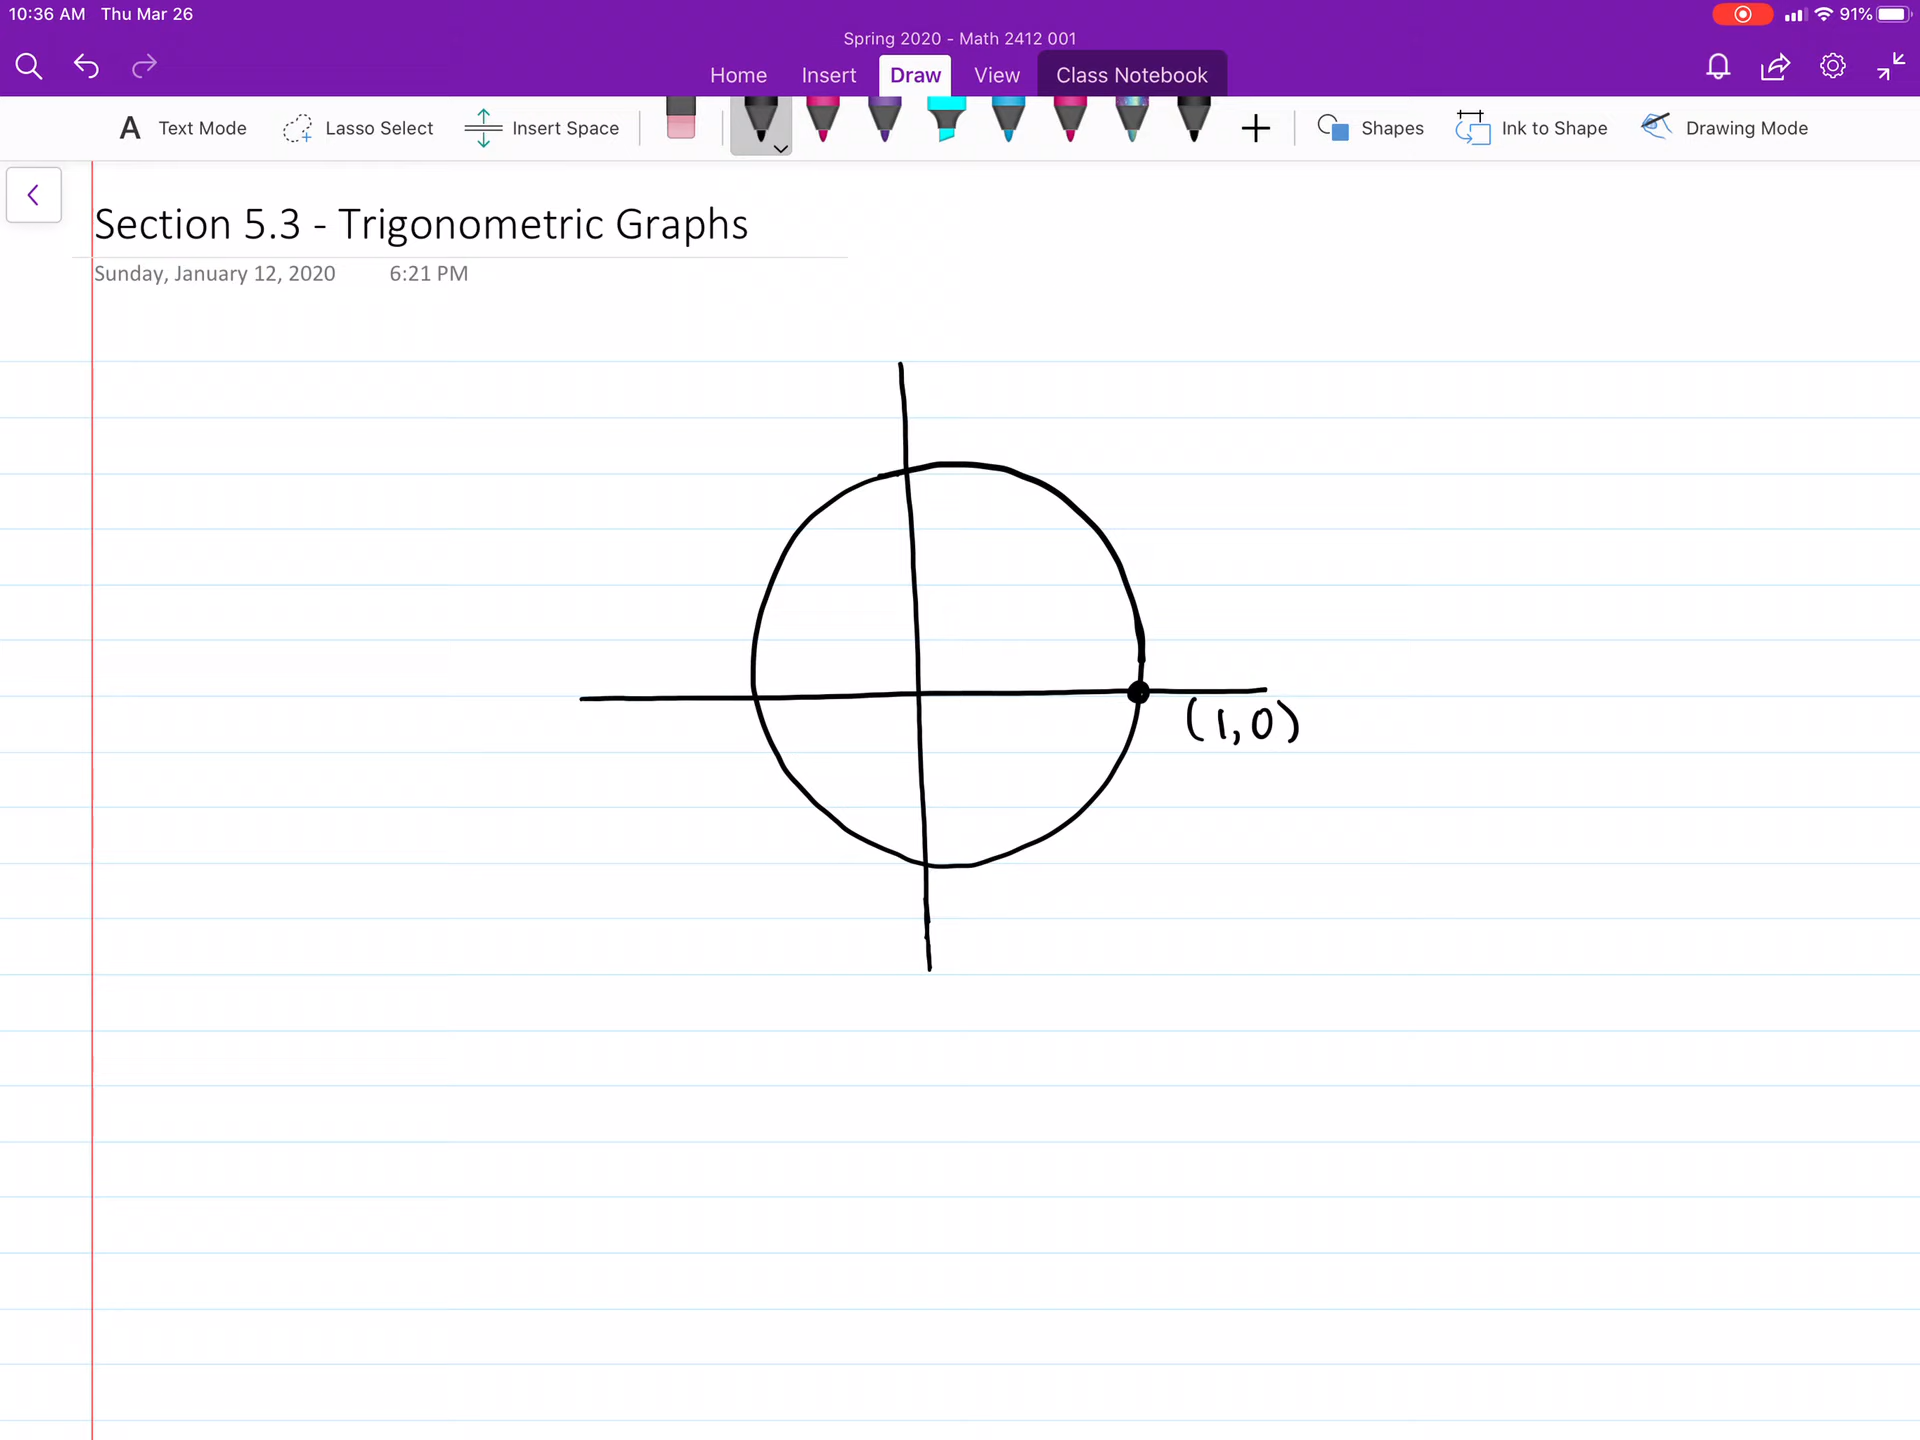 10:36 AM Thu Mar 26
91%
Spring 2020 - Math 2412 001
Home Insert Draw View Class Notebook
A Text Mode Lasso Select Insert Space Shapes Ink to Shape Drawing Mode
Section 5.3 - Trigonometric Graphs
Sunday, January 12, 2020 6:21 PM
(1,0)